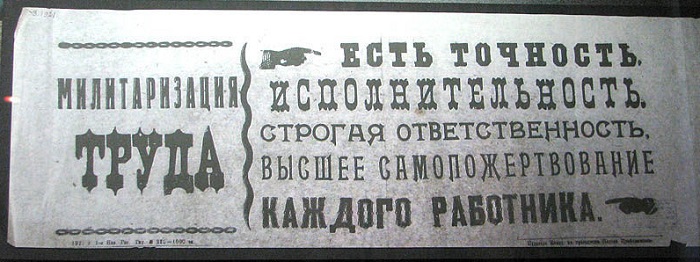 МИЛИТАРИЗАЦИЯ
ТРУДА
ЕСТЬ ТОЧНОСТЬ,
ИСПОЛНИТЕЛЬНОСТЬ,
СТРОГАЯ ОТВЕТСТВЕННОСТЬ,
ВЫСШЕЕ САМОПОЖЕРТВОВАНИЕ
КАЖДОГО РАБОТНИКА.